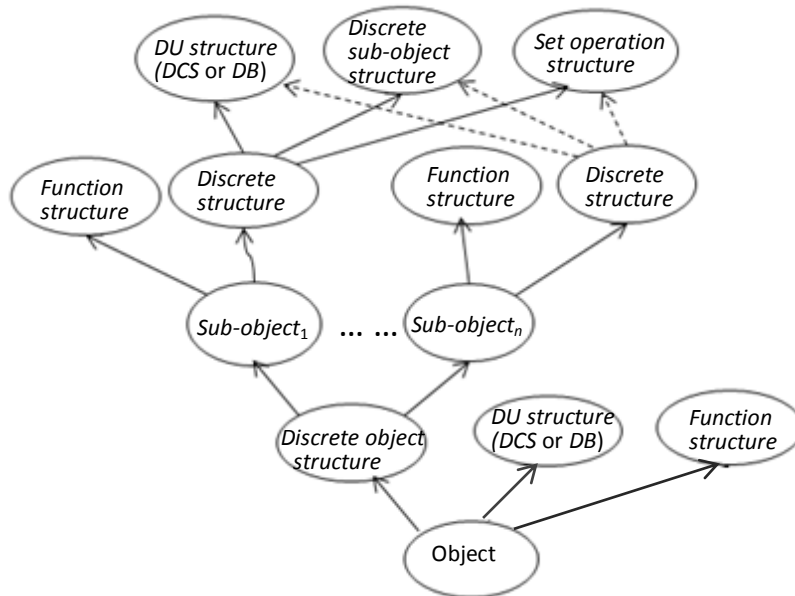 DU structure
(DCS or DB)
Discrete
sub-object
structure
Set operation
structure
Function
structure
Discrete
structure
Function
structure
Discrete
structure
Sub-object1
... ...
Sub-objectn
Discrete object
structure
DU structure
(DCS or DB)
Function
structure
Object